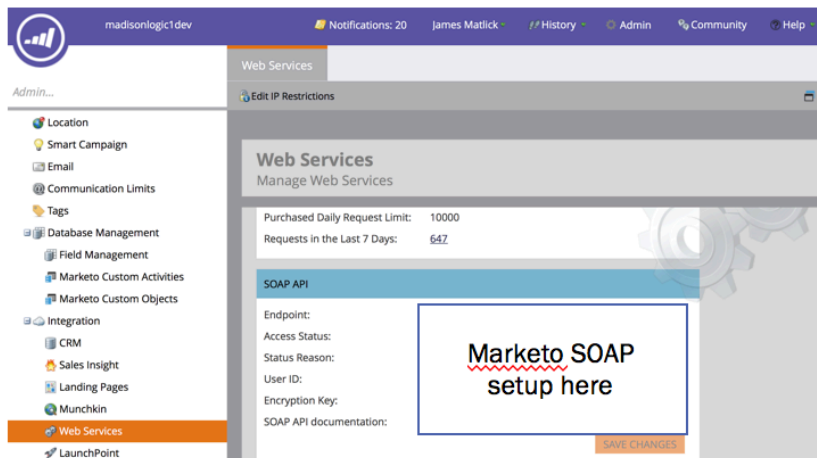 madisonlogic1dev
Notifications: 20 James Matlick History Admin Community Help
Admin...
Location
Smart Campaign
Email
Communication Limits
Tags
Database Management
Field Management
Marketo Custom Activities
Marketo Custom Objects
Integration
CRM
Sales Insight
Landing Pages
Munchkin
Web Services
LaunchPoint
Web Services
Edit IP Restrictions
Web Services
Manage Web Services
Purchased Daily Request Limit: 10000
Requests in the Last 7 Days: 647
SOAP API
Endpoint:
Access Status:
Status Reason:
User ID:
Encryption Key:
SOAP API documentation:
Marketo SOAP
setup here
SAVE CHANGES